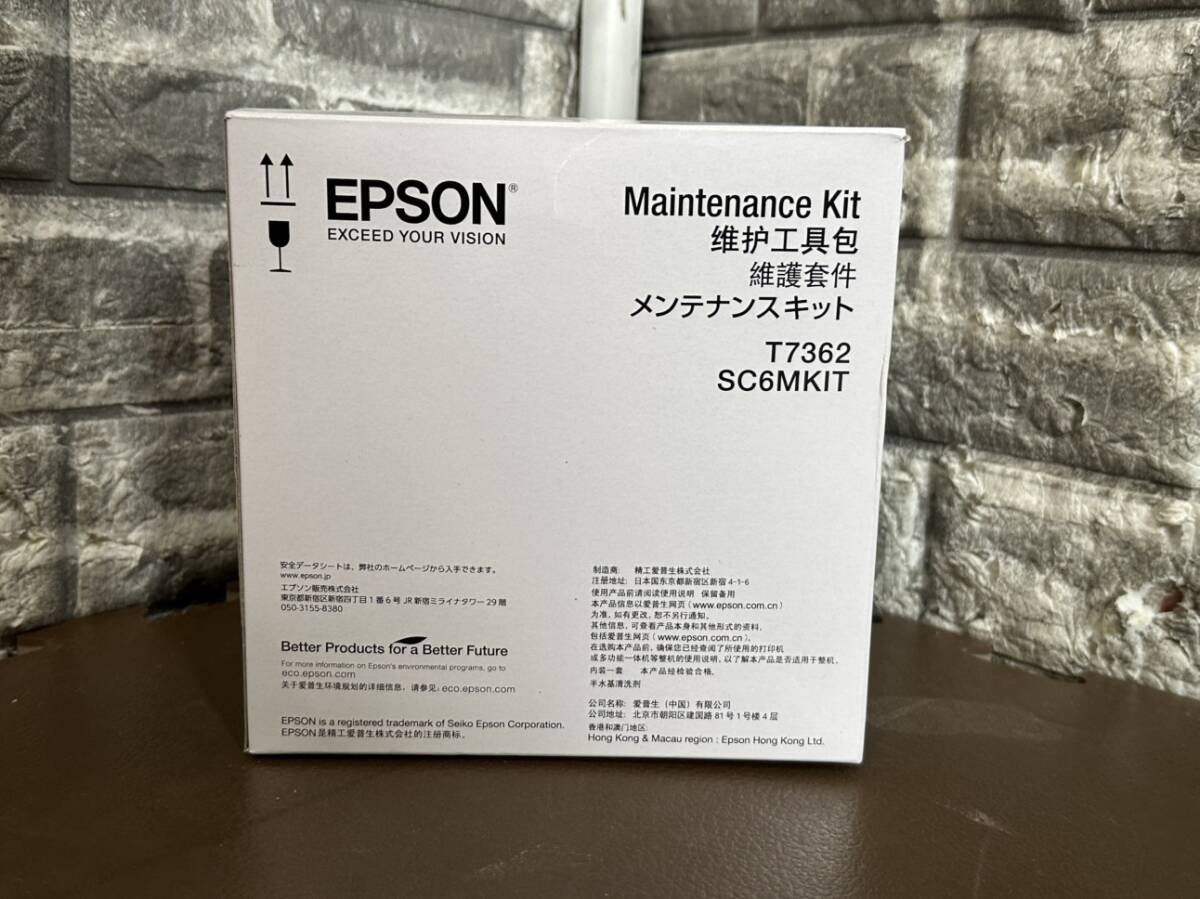 EPSON®
EXCEED YOUR VISION
Maintenance Kit
维护工具包
維護套件
メンテナンスキット
T7362
SC6MKIT
安全データシートは、弊社のホームページから入手できます。
www.epson.jp
エプソン販売株式会社
東京都新宿区新宿四丁目1番6号 JR新宿ミライナタワー29階
050-3155-8380
Better Products for a Better Future
For more information on Epson's environmental programs, go to
eco.epson.com
关于爱普生环境规划的详细信息，请参见：eco.epson.com
EPSON is a registered trademark of Seiko Epson Corporation.
EPSON是精工爱普生株式会社的注册商标。
制造商： 精工爱普生株式会社
注册地址：日本国东京都新宿区新宿 4-1-6
使用产品前请阅读使用说明 保留备用
本产品信息以爱普生网页（www.epson.com.cn）
为准，如有更改，恕不另行通知。
其他信息，可查看产品本身和其他形式的资料，
包括爱普生网页（www.epson.com.cn）。
在选购本产品前，确保您已经查阅了所使用的打印机
或多功能一体机等整机的使用说明，以了解本产品是否适用于整机。
内装一套 本产品经检验合格。
半水基清洗剂
公司名称：爱普生（中国）有限公司
公司地址：北京市朝阳区建国路 81号1号楼4层
香港和澳门地区：
Hong Kong & Macau region : Epson Hong Kong Ltd.